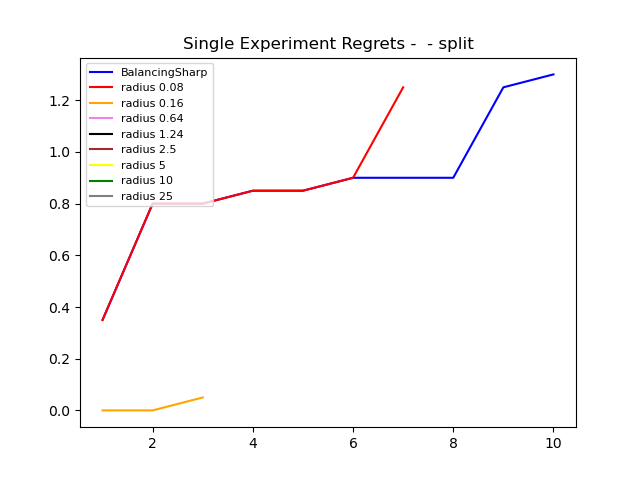 Single Experiment Regrets -  - split
BalancingSharp
radius 0.08
radius 0.16
radius 0.64
radius 1.24
radius 2.5
radius 5
radius 10
radius 25
1.2
1.0
0.8
0.6
0.4
0.2
0.0
2 4 6 8 10